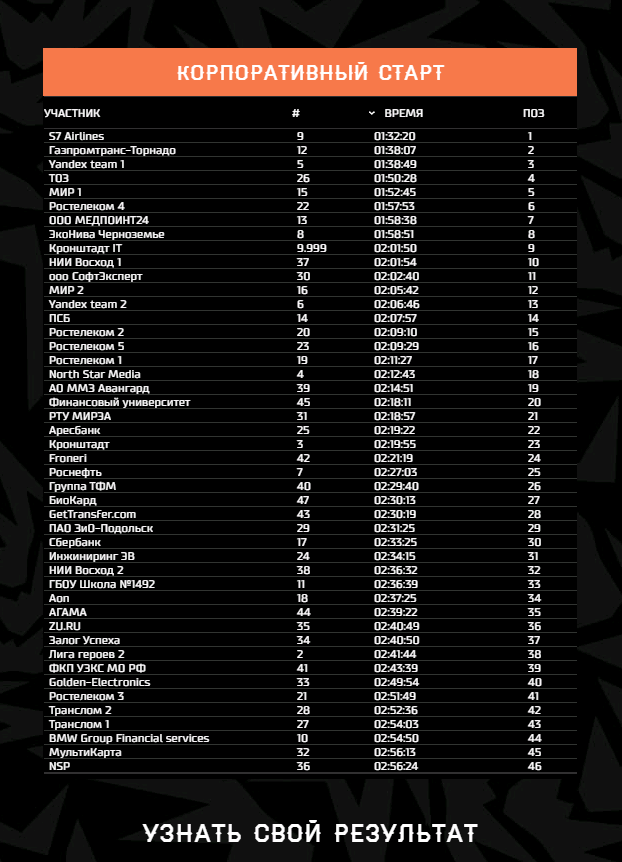 КОРПОРАТИВНЫЙ СТАРТ
УЧАСТНИК # ВРЕМЯ ПОЗ
S7 Airlines 9 01:32:20 1
Газпромтранс-Торнадо 12 01:38:07 2
Yandex team 1 5 01:38:49 3
ТОЗ 26 01:50:28 4
МИР 1 15 01:52:45 5
Ростелеком 4 22 01:57:53 6
ООО МЕДПОИНТ24 13 01:58:38 7
ЭкоНива Черноземье 8 01:58:51 8
Кронштадт IT 9.999 02:01:50 9
НИИ Восход 1 37 02:01:54 10
ооо СофтЭксперт 30 02:02:40 11
МИР 2 16 02:05:42 12
Yandex team 2 6 02:06:46 13
ПСБ 14 02:07:57 14
Ростелеком 2 20 02:09:10 15
Ростелеком 5 23 02:09:29 16
Ростелеком 1 19 02:11:27 17
North Star Media 4 02:12:43 18
АО ММЗ Авангард 39 02:14:51 19
Финансовый университет 45 02:18:11 20
РТУ МИРЭА 31 02:18:57 21
Аресбанк 25 02:19:22 22
Кронштадт 3 02:19:55 23
Froneri 42 02:21:19 24
Роснефть 7 02:27:03 25
Группа ТФМ 40 02:29:40 26
БиоКард 47 02:30:13 27
GetTransfer.com 43 02:30:19 28
ПАО ЗиО-Подольск 29 02:31:25 29
Сбербанк 17 02:33:25 30
Инжиниринг ЗВ 24 02:34:15 31
НИИ Восход 2 38 02:36:32 32
ГБОУ Школа №1492 11 02:36:39 33
Aon 18 02:37:25 34
АГАМА 44 02:39:22 35
ZU.RU 35 02:40:49 36
Залог Успеха 34 02:40:50 37
Лига героев 2 2 02:41:44 38
ФКП УЗКС МО РФ 41 02:43:39 39
Golden-Electronics 33 02:49:54 40
Ростелеком 3 21 02:51:49 41
Транслом 2 28 02:52:36 42
Транслом 1 27 02:54:03 43
BMW Group Financial services 10 02:54:50 44
МультиКарта 32 02:56:13 45
NSP 36 02:56:24 46
УЗНАТЬ СВОЙ РЕЗУЛЬТАТ